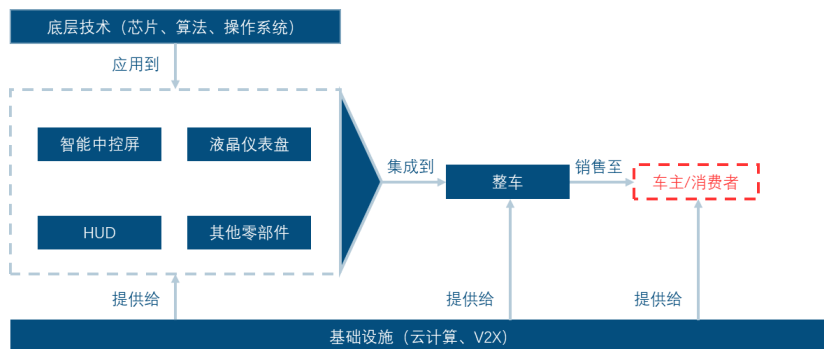 底层技术（芯片、算法、操作系统）
应用到
智能中控屏
液晶仪表盘
集成到
整车
销售至
车主/消费者
HUD
其他零部件
提供给
提供给
提供给
基础设施（云计算、V2X）